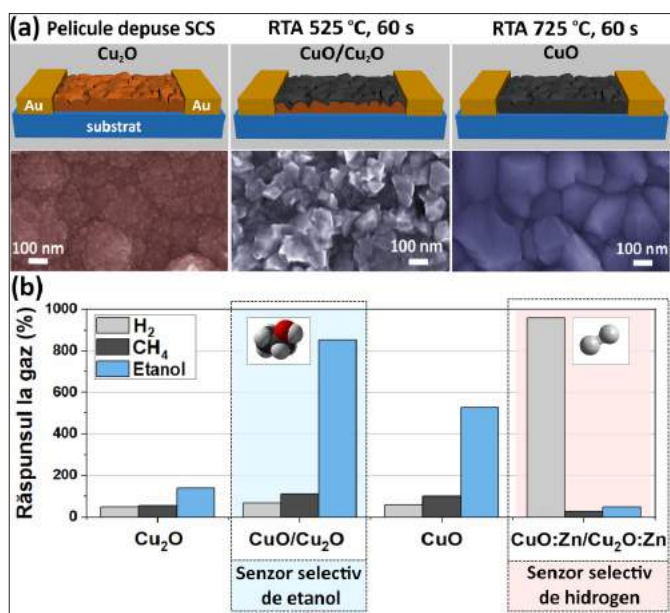 (a) Pelicule depuse SCS RTA 525 °C, 60 s RTA 725 °C, 60 s
Cu₂O CuO/Cu₂O CuO
Au Au
substrat
100 nm 100 nm 100 nm
(b)
Răspunsul la gaz (%)
1000
800
600
400
200
0
H₂
CH₄
Etanol
Cu₂O CuO/Cu₂O CuO CuO:Zn/Cu₂O:Zn
Senzor selectiv Senzor selectiv
de etanol de hidrogen